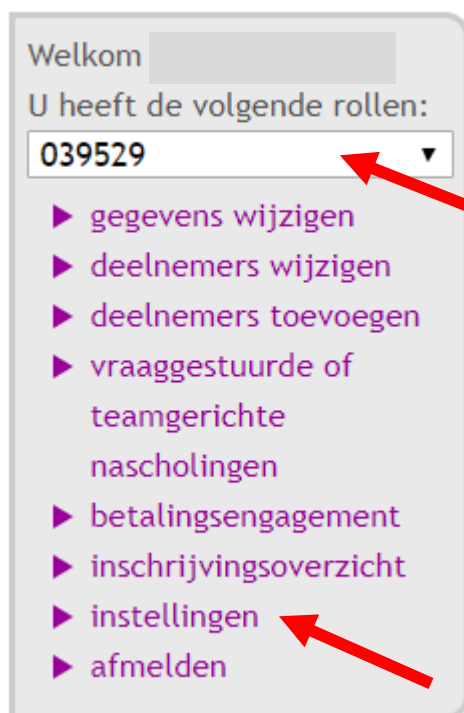 Welkom
U heeft de volgende rollen:
039529
gegevens wijzigen
deelnemers wijzigen
deelnemers toevoegen
vraaggestuurde of
teamgerichte
nascholingen
betalingsengagement
inschrijvingsoverzicht
instellingen
afmelden